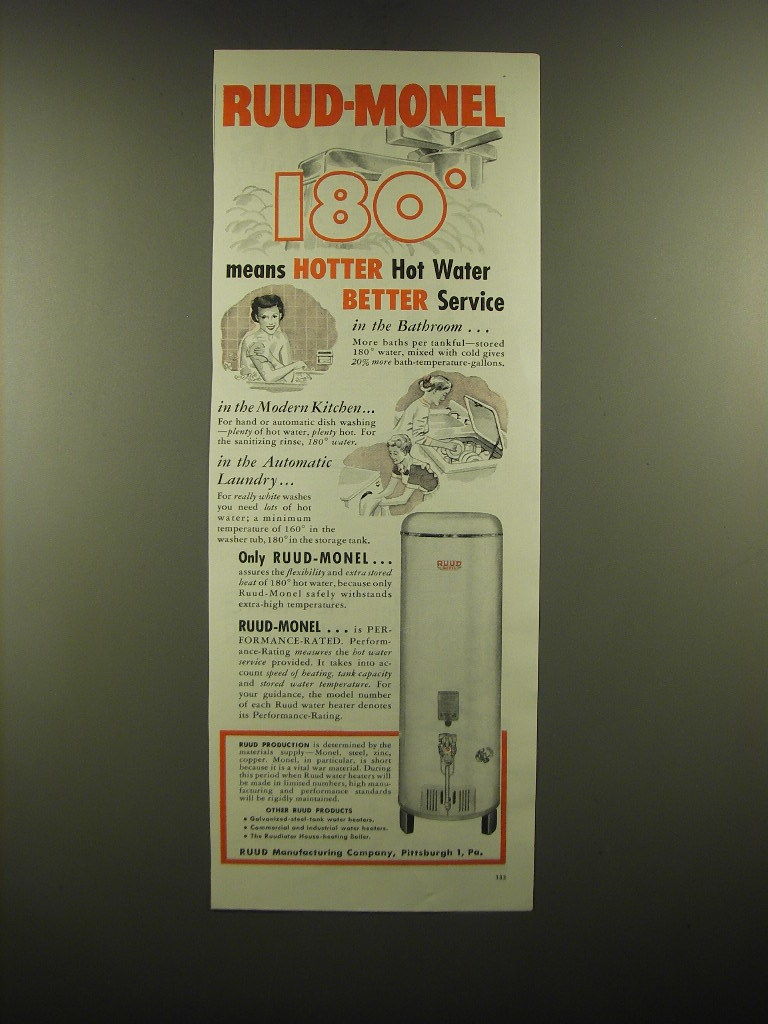 RUUD-MONEL
180°
means HOTTER Hot Water
BETTER Service
in the Bathroom . . .
More baths per tankful—stored
180° water, mixed with cold gives
20% more bath-temperature-gallons.
in the Modern Kitchen...
For hand or automatic dish washing
—plenty of hot water, plenty hot. For
the sanitizing rinse, 180° water.
in the Automatic
Laundry...
For really white washes
you need lots of hot
water; a minimum
temperature of 160° in the
washer tub, 180° in the storage tank.
Only RUUD-MONEL...
assures the flexibility and extra stored
heat of 180° hot water, because only
Ruud-Monel safely withstands
extra-high temperatures.
RUUD-MONEL . . . is PER-
FORMANCE-RATED. Perform-
ance-Rating measures the hot water
service provided. It takes into ac-
count speed of heating, tank capacity
and stored water temperature. For
your guidance, the model number
of each Ruud water heater denotes
its Performance-Rating.
RUUD
RUUD PRODUCTION is determined by the
materials supply—Monel, steel, zinc,
copper. Monel, in particular, is short
because it is a vital war material. During
this period when Ruud water heaters will
be made in limited numbers, high manu-
facturing and performance standards
will be rigidly maintained.
OTHER RUUD PRODUCTS
• Galvanized-steel-tank water heaters.
• Commercial and industrial water heaters.
• The Ruudiator House-heating Boiler.
RUUD Manufacturing Company, Pittsburgh 1, Pa.
133